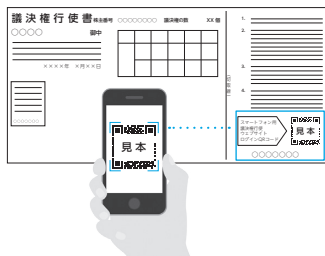 議決権行使書 株主番号 ○○○○○○○○ 議決権の数 XX 個
○○○○ 御中
××××年 ×月××日
○○○○○○○
1.
2.
3.
4.
スマートフォン用
議決権行使
ウェブサイト
ログインQRコード
見本
○○○○○○○
見本